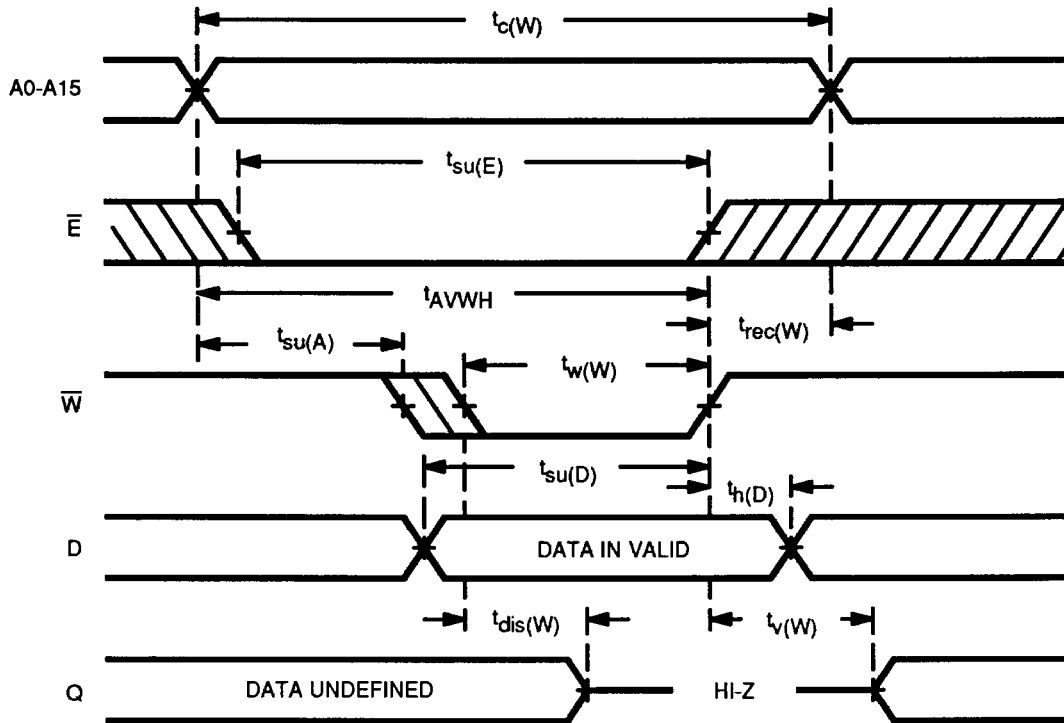 tc(W)
A0-A15
tsu(E)
E̅
tAVWH
trec(W)
tsu(A)
tw(W)
W̅
tsu(D)
th(D)
D DATA IN VALID
tdis(W)
tv(W)
Q DATA UNDEFINED HI-Z